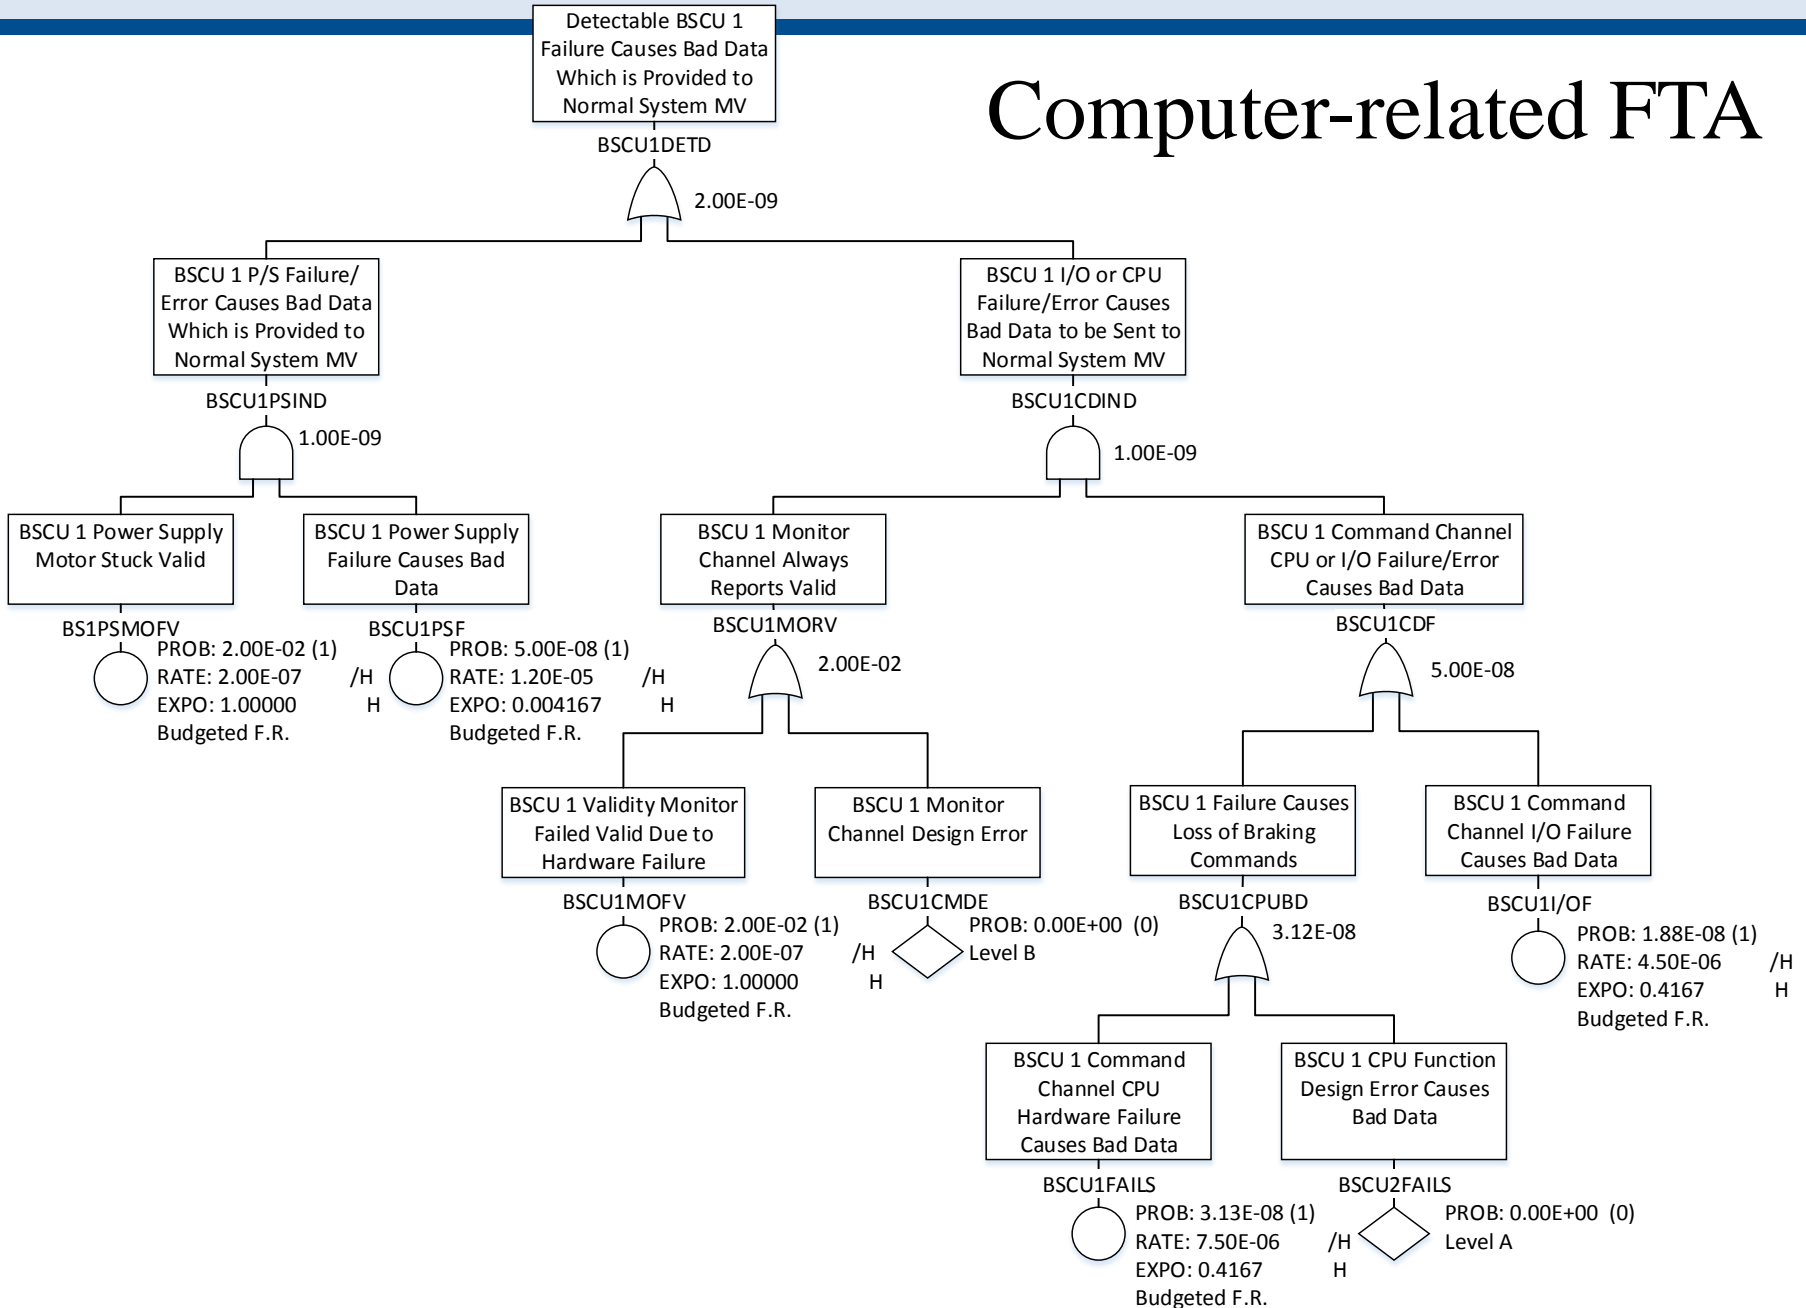 Detectable BSCU 1
Failure Causes Bad Data
Which is Provided to
Normal System MV
Computer-related FTA
BSCU1DETD
2.00E-09
BSCU 1 P/S Failure/
Error Causes Bad Data
Which is Provided to
Normal System MV
BSCU1PSIND
1.00E-09
BSCU 1 I/O or CPU
Failure/Error Causes
Bad Data to be Sent to
Normal System MV
BSCU1CDIND
1.00E-09
BSCU 1 Power Supply
Motor Stuck Valid
BS1PSMOFV
PROB: 2.00E-02 (1)
RATE: 2.00E-07 /H
EXPO: 1.00000 H
Budgeted F.R.
BSCU 1 Power Supply
Failure Causes Bad
Data
BSCU1PSF
PROB: 5.00E-08 (1)
RATE: 1.20E-05 /H
EXPO: 0.004167 H
Budgeted F.R.
BSCU 1 Monitor
Channel Always
Reports Valid
BSCU1MORV
2.00E-02
BSCU 1 Command Channel
CPU or I/O Failure/Error
Causes Bad Data
BSCU1CDF
5.00E-08
BSCU 1 Validity Monitor
Failed Valid Due to
Hardware Failure
BSCU1MOFV
PROB: 2.00E-02 (1)
RATE: 2.00E-07 /H
EXPO: 1.00000 H
Budgeted F.R.
BSCU 1 Monitor
Channel Design Error
BSCU1CMDE
PROB: 0.00E+00 (0)
Level B
BSCU 1 Failure Causes
Loss of Braking
Commands
BSCU1CPUBD
3.12E-08
BSCU 1 Command
Channel I/O Failure
Causes Bad Data
BSCU1I/OF
PROB: 1.88E-08 (1)
RATE: 4.50E-06 /H
EXPO: 0.4167 H
Budgeted F.R.
BSCU 1 Command
Channel CPU
Hardware Failure
Causes Bad Data
BSCU1FAILS
PROB: 3.13E-08 (1)
RATE: 7.50E-06 /H
EXPO: 0.4167 H
Budgeted F.R.
BSCU 1 CPU Function
Design Error Causes
Bad Data
BSCU2FAILS
PROB: 0.00E+00 (0)
Level A